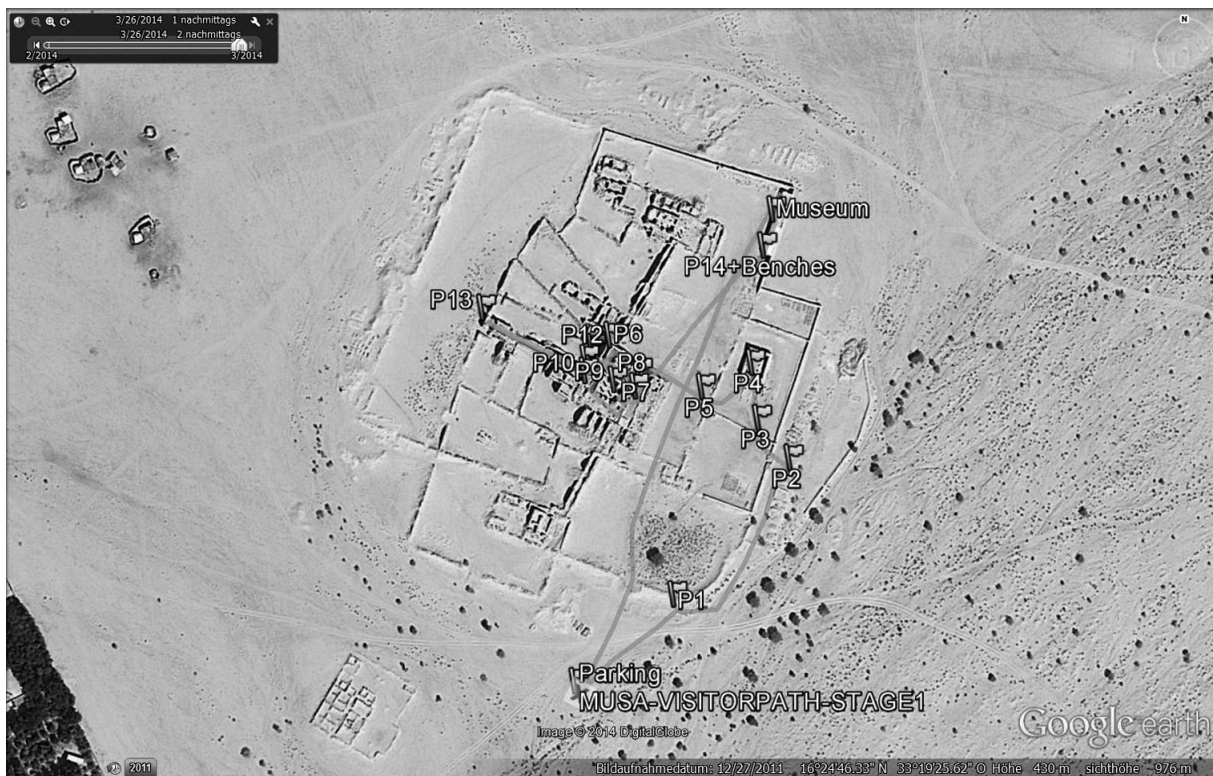 3/26/2014 1 nachmittags
3/26/2014 2 nachmittags
2/2014 3/2014
N
Museum
P14+Benches
P13
P12 P6
P10 P9 P8
P7
P4
P5
P3
P2
P1
Parking
MUSA-VISITORPATH-STAGE1
Image © 2014 DigitalGlobe
Google earth
2011
Bildaufnahmedatum: 12/27/2011 16°24'46.33" N 33°19'25.62" O Höhe 430 m sichthöhe 976 m